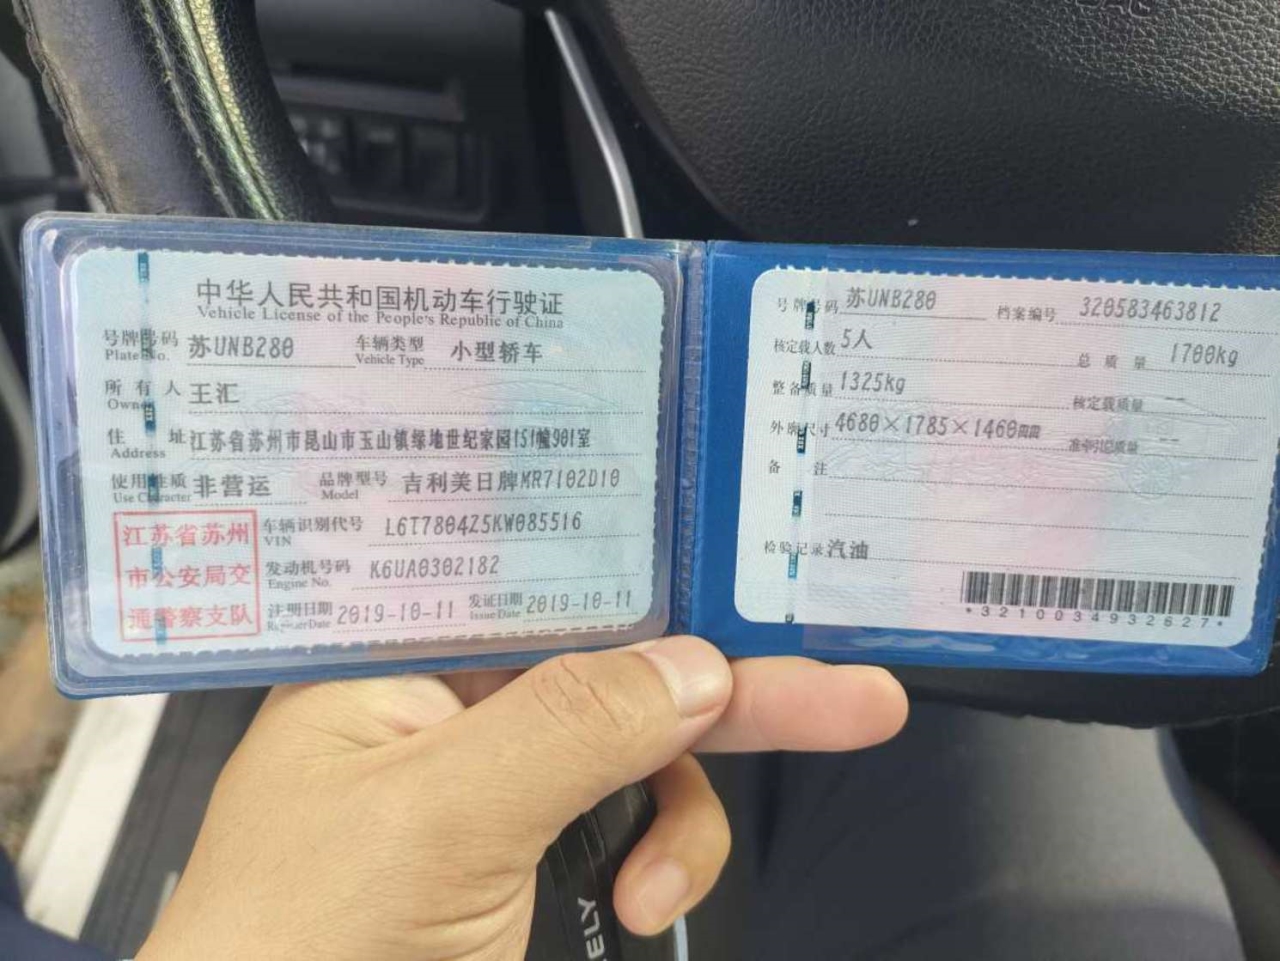 中华人民共和国机动车行驶证
Vehicle License of the People's Republic of China
号牌号码 苏UNB280 车辆类型 小型轿车
Plate No. Vehicle Type
所有人 王汇
Owner
住址 江苏省苏州市昆山市玉山镇绿地世纪家园151幢901室
Address
使用性质 非营运 品牌型号 吉利美日牌MR7182D10
Use Character Model
车辆识别代号 L6T7804Z5KW085516
VIN
发动机号码 K6UA0302182
Engine No.
注册日期 2019-10-11 发证日期 2019-10-11
Register Date Issue Date
江苏省苏州
市公安局交
通警察支队
号牌号码 苏UNB280 档案编号 320583463812
核定载人数 5人 总质量 1700kg
整备质量 1325kg 核定载质量 --
外廓尺寸 4680×1785×1460mm 准牵引总质量 --
备注
检验记录 汽油
*3210034932627*
ELY